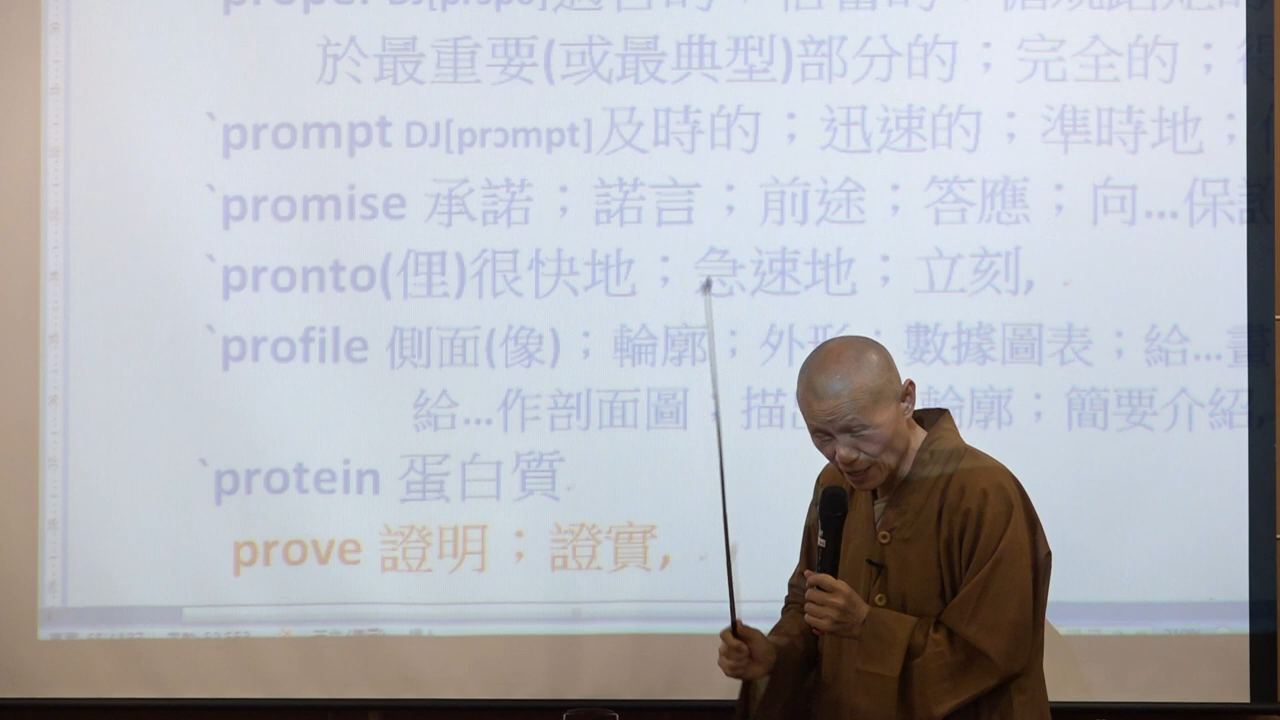 於最重要(或最典型)部分的；完全的；
`prompt DJ[prɔmpt]及時的；迅速的；準時地；
`promise 承諾；諾言；前途；答應；向...保
`pronto(俚)很快地；急速地；立刻,
`profile 側面(像)；輪廓；外形；數據圖表；給...畫
給...作剖面圖；描 輪廓；簡要介紹,
`protein 蛋白質
prove 證明；證實,